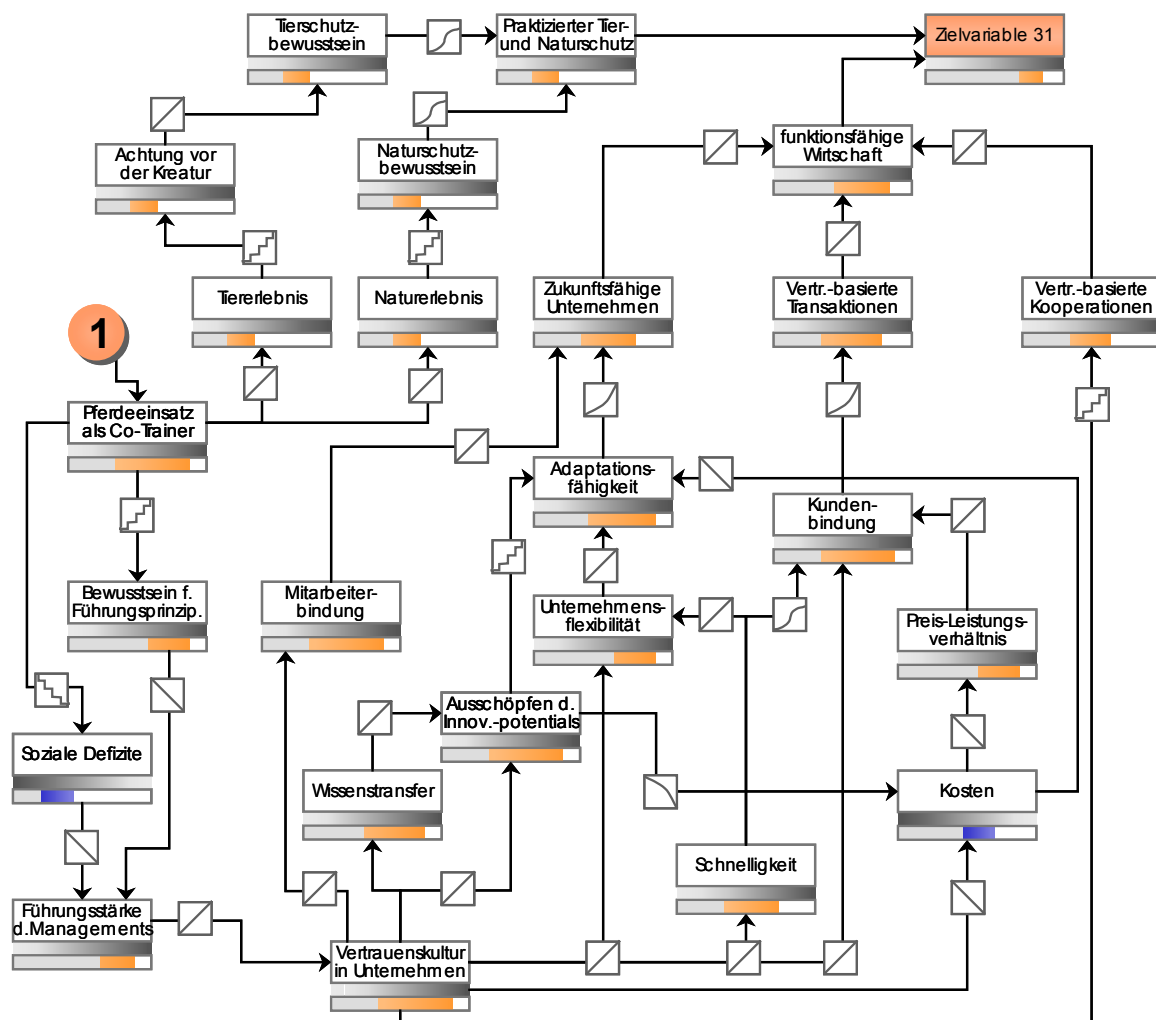 Tierschutz-
bewusstsein
Praktizierter Tier-
und Naturschutz
Zielvariable 31
Achtung vor
der Kreatur
Naturschutz-
bewusstsein
funktionsfähige
Wirtschaft
Tiererlebnis
Naturerlebnis
Zukunftsfähige
Unternehmen
Vertr.-basierte
Transaktionen
Vertr.-basierte
Kooperationen
1
Pferdeeinsatz
als Co-Trainer
Adaptations-
fähigkeit
Kunden-
bindung
Bewusstsein f.
Führungsprinzip.
Mitarbeiter-
bindung
Unternehmens-
flexibilität
Preis-Leistungs-
verhältnis
Ausschöpfen d.
Innov.-potentials
Soziale Defizite
Wissenstransfer
Kosten
Schnelligkeit
Führungsstärke
d.Managements
Vertrauenskultur
in Unternehmen